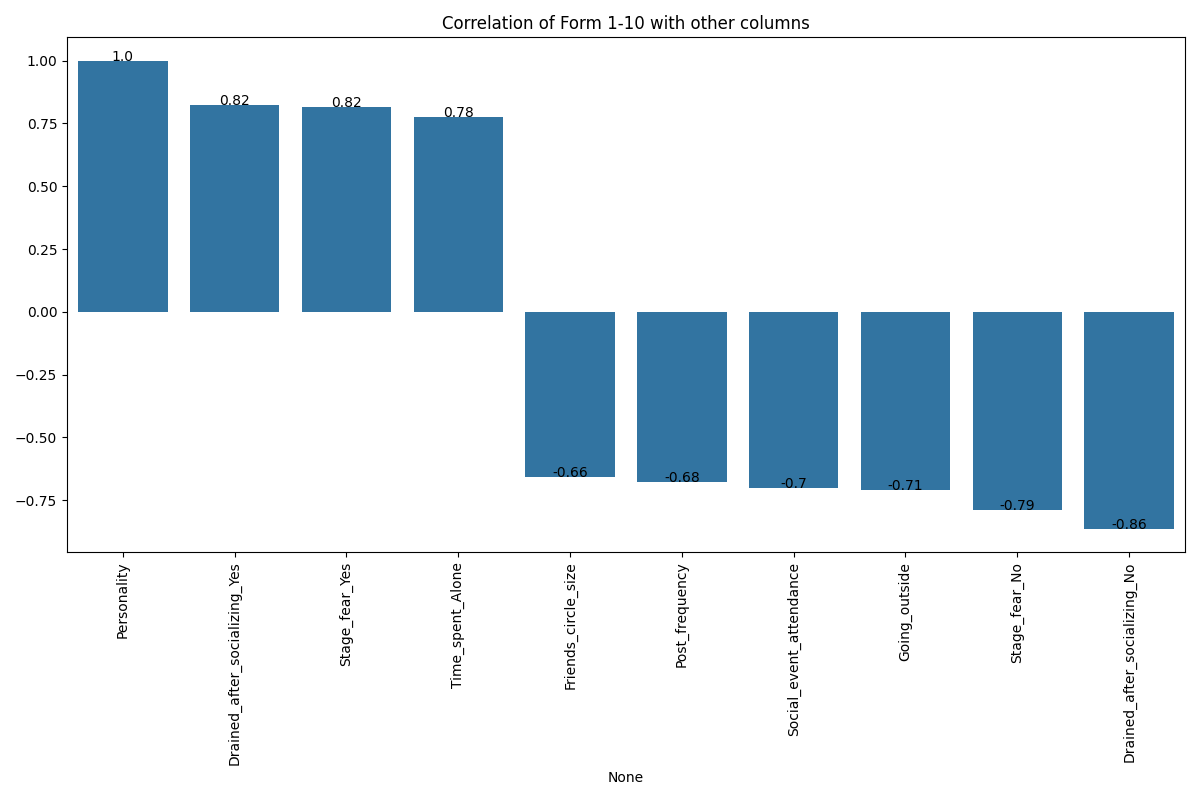 Correlation of Form 1-10 with other columns
1.00
0.75
0.50
0.25
0.00
−0.25
−0.50
−0.75
1.0
0.82
0.82
0.78
-0.66
-0.68
-0.7
-0.71
-0.79
-0.86
Personality
Drained_after_socializing_Yes
Stage_fear_Yes
Time_spent_Alone
Friends_circle_size
Post_frequency
Social_event_attendance
Going_outside
Stage_fear_No
Drained_after_socializing_No
None